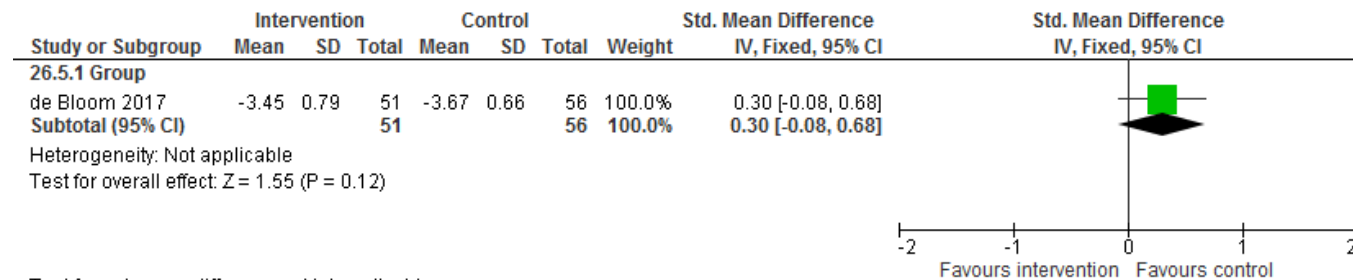 Intervention Control Std. Mean Difference Std. Mean Difference
Study or Subgroup Mean SD Total Mean SD Total Weight IV, Fixed, 95% CI IV, Fixed, 95% CI
26.5.1 Group
de Bloom 2017 -3.45 0.79 51 -3.67 0.66 56 100.0% 0.30 [-0.08, 0.68]
Subtotal (95% CI) 51 56 100.0% 0.30 [-0.08, 0.68]
Heterogeneity: Not applicable
Test for overall effect: Z = 1.55 (P = 0.12)
-2 -1 0 1 2
Favours intervention Favours control